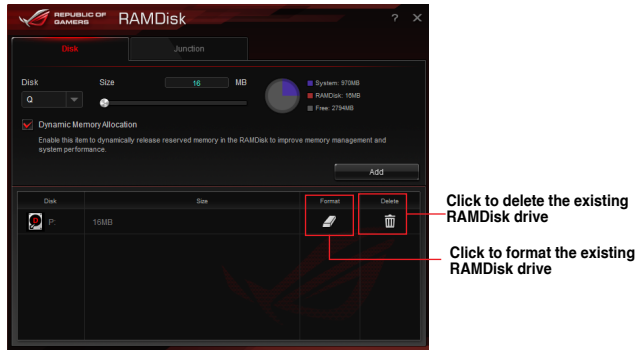 REPUBLIC OF
GAMERS
RAMDisk
? ×
Disk
Junction
Disk
Size
16
MB
Q
System: 970MB
RAMDisk: 16MB
Free: 2794MB
Dynamic Memory Allocation
Enable this item to dynamically release reserved memory in the RAMDisk to improve memory management and
system performance.
Add
Disk
Size
Format
Delete
P:
16MB
Click to delete the existing
RAMDisk drive
Click to format the existing
RAMDisk drive